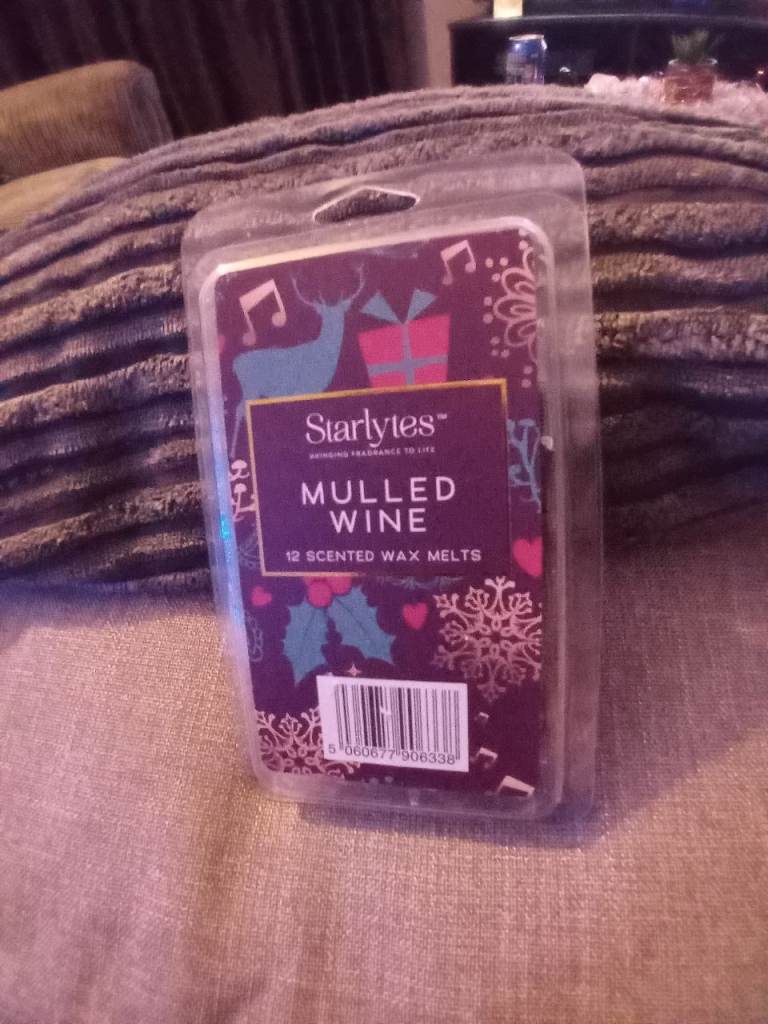 Starlytes™
BRINGING FRAGRANCE TO LIFE
MULLED
WINE
12 SCENTED WAX MELTS
5 060677 906338